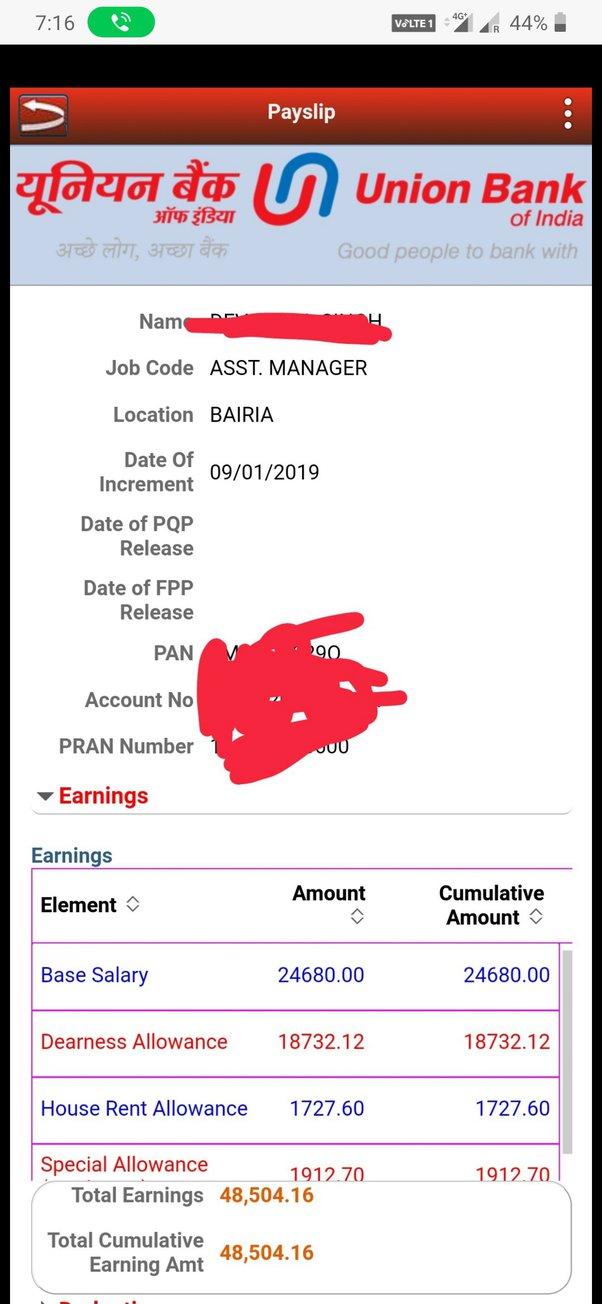 7:16
VoLTE 1
4G+
R
44%
Payslip
यूनियन बैंक
ऑफ इंडिया
Union Bank
of India
अच्छे लोग, अच्छा बैंक
Good people to bank with
Name
Job Code ASST. MANAGER
Location BAIRIA
Date Of
Increment 09/01/2019
Date of PQP
Release
Date of FPP
Release
PAN
Account No
PRAN Number
Earnings
Earnings
Element Amount Cumulative
Amount
Base Salary 24680.00 24680.00
Dearness Allowance 18732.12 18732.12
House Rent Allowance 1727.60 1727.60
Special Allowance 1912.70 1912.70
Total Earnings 48,504.16
Total Cumulative
Earning Amt 48,504.16